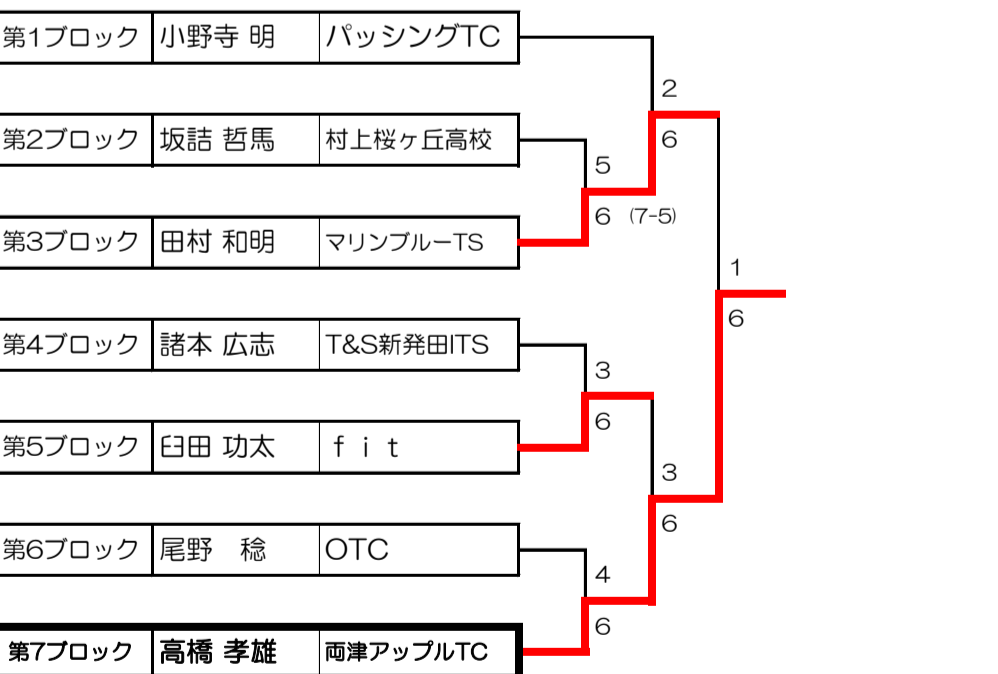 第1ブロック 小野寺 明 パッシングTC
2
第2ブロック 坂詰 哲馬 村上桜ヶ丘高校
6
5
6 (7-5)
第3ブロック 田村 和明 マリンブルーTS
1
6
第4ブロック 諸本 広志 T&S新発田ITS
3
6
第5ブロック 臼田 功太 ｆｉｔ
3
6
第6ブロック 尾野　稔 OTC
4
6
第7ブロック 高橋 孝雄 両津アップルTC